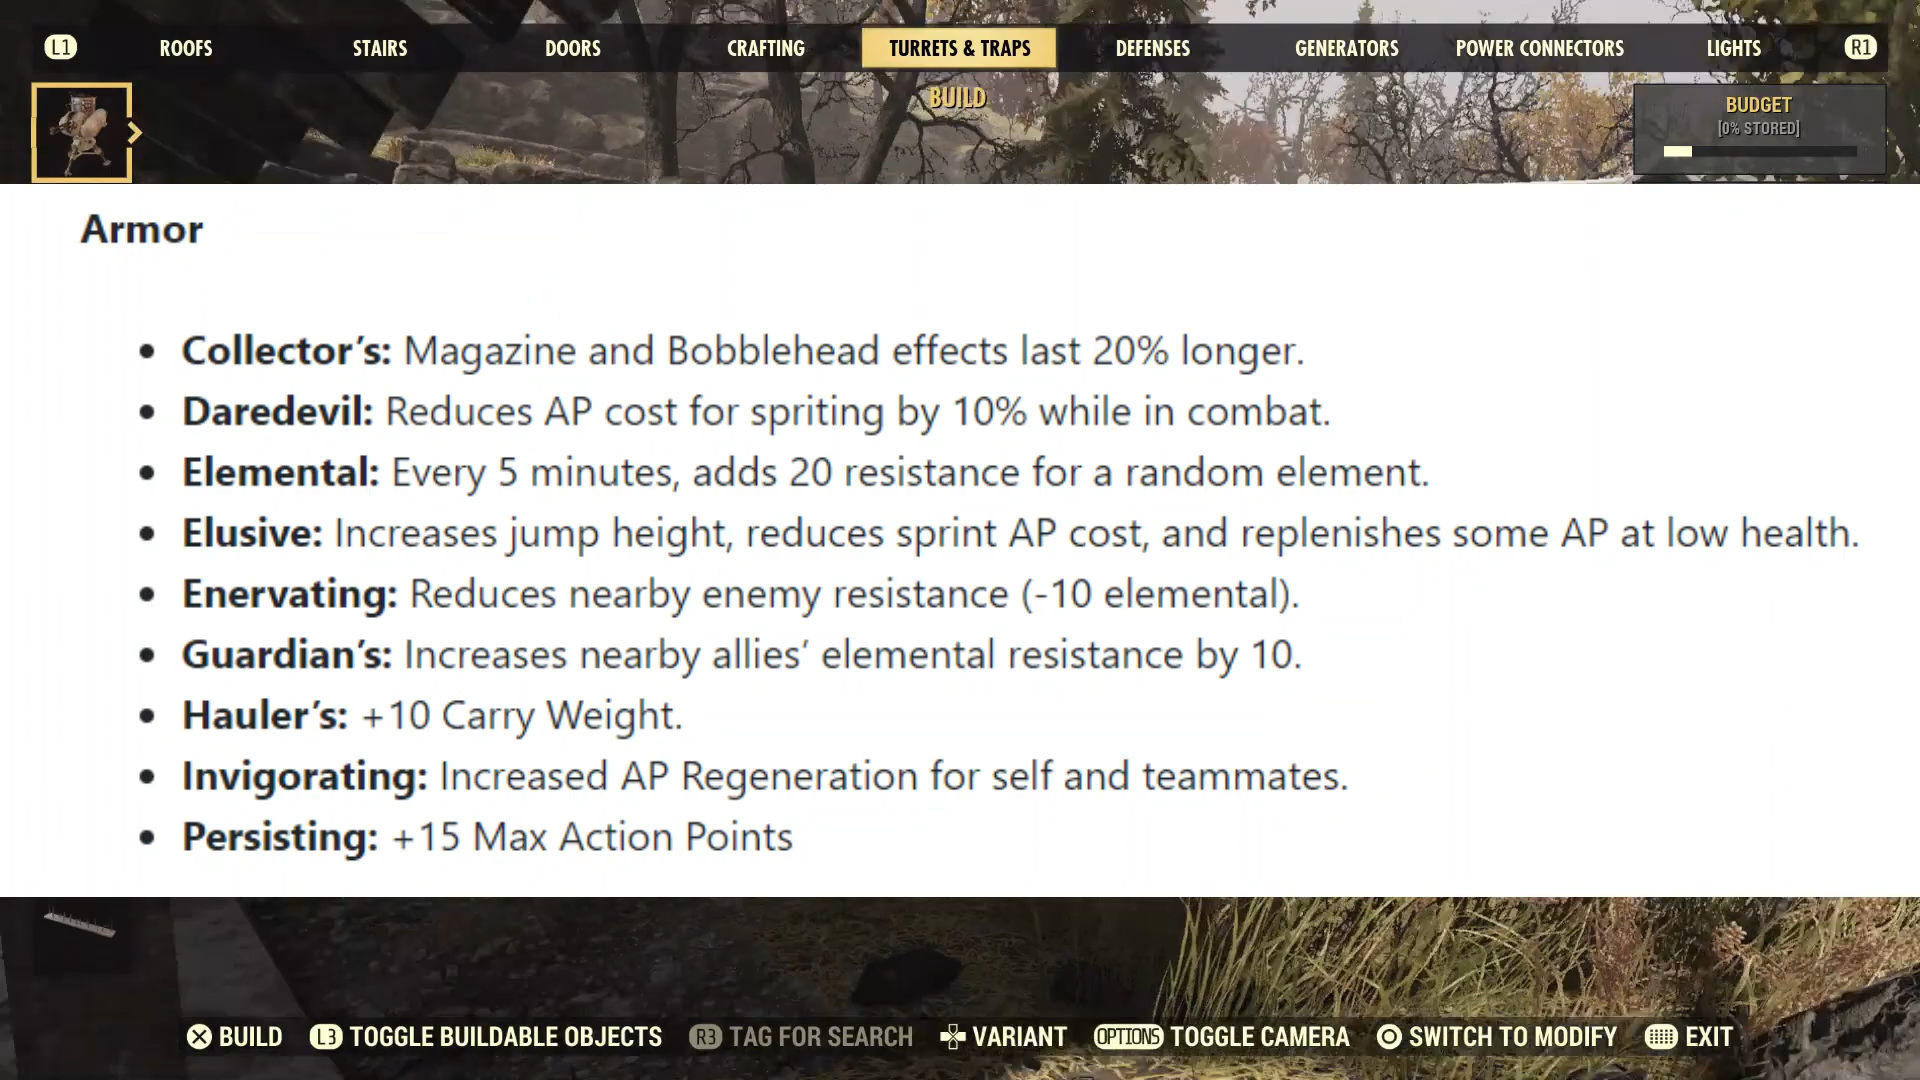 L1 ROOFS STAIRS DOORS CRAFTING TURRETS & TRAPS DEFENSES GENERATORS POWER CONNECTORS LIGHTS R1
BUILD
BUDGET
[0% STORED]
Armor
• Collector’s: Magazine and Bobblehead effects last 20% longer.
• Daredevil: Reduces AP cost for spriting by 10% while in combat.
• Elemental: Every 5 minutes, adds 20 resistance for a random element.
• Elusive: Increases jump height, reduces sprint AP cost, and replenishes some AP at low health.
• Enervating: Reduces nearby enemy resistance (-10 elemental).
• Guardian’s: Increases nearby allies’ elemental resistance by 10.
• Hauler’s: +10 Carry Weight.
• Invigorating: Increased AP Regeneration for self and teammates.
• Persisting: +15 Max Action Points
BUILD L3 TOGGLE BUILDABLE OBJECTS R3 TAG FOR SEARCH VARIANT OPTIONS TOGGLE CAMERA SWITCH TO MODIFY EXIT